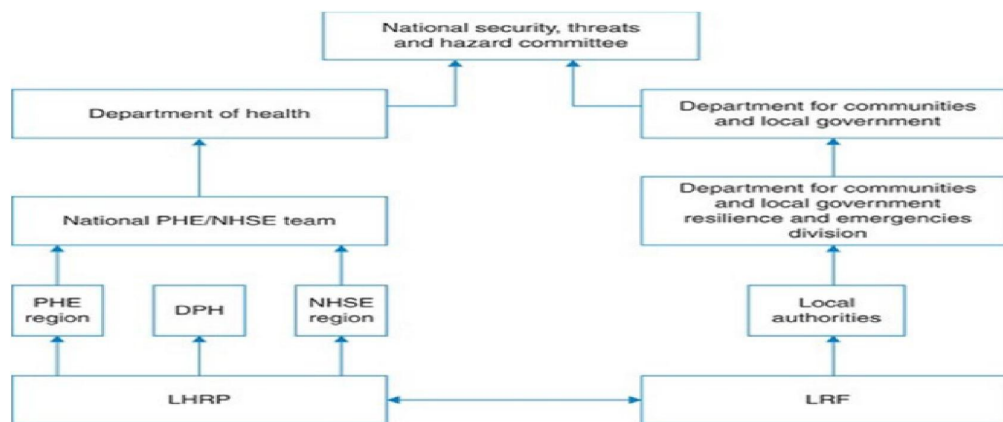 National security, threats
and hazard committee
Department of health
Department for communities
and local government
National PHE/NHSE team
Department for communities
and local government
resilience and emergencies
division
PHE
region
DPH
NHSE
region
Local
authorities
LHRP
LRF